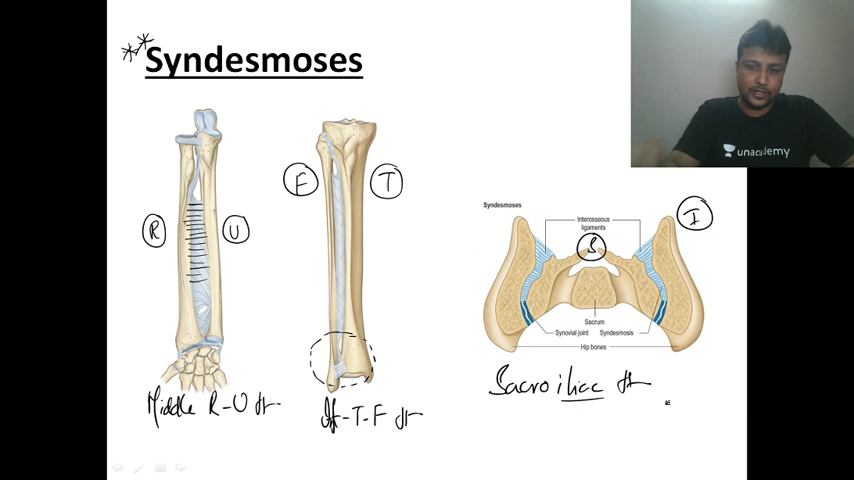 ** Syndesmoses
unacademy
R
U
F
T
Syndesmoses
Interosseous
ligaments
I
S
Sacrum
Synovial joint
Syndesmosis
Hip bones
Middle R-U Jt
Inf-T-F Jt
Sacroiliac Jt